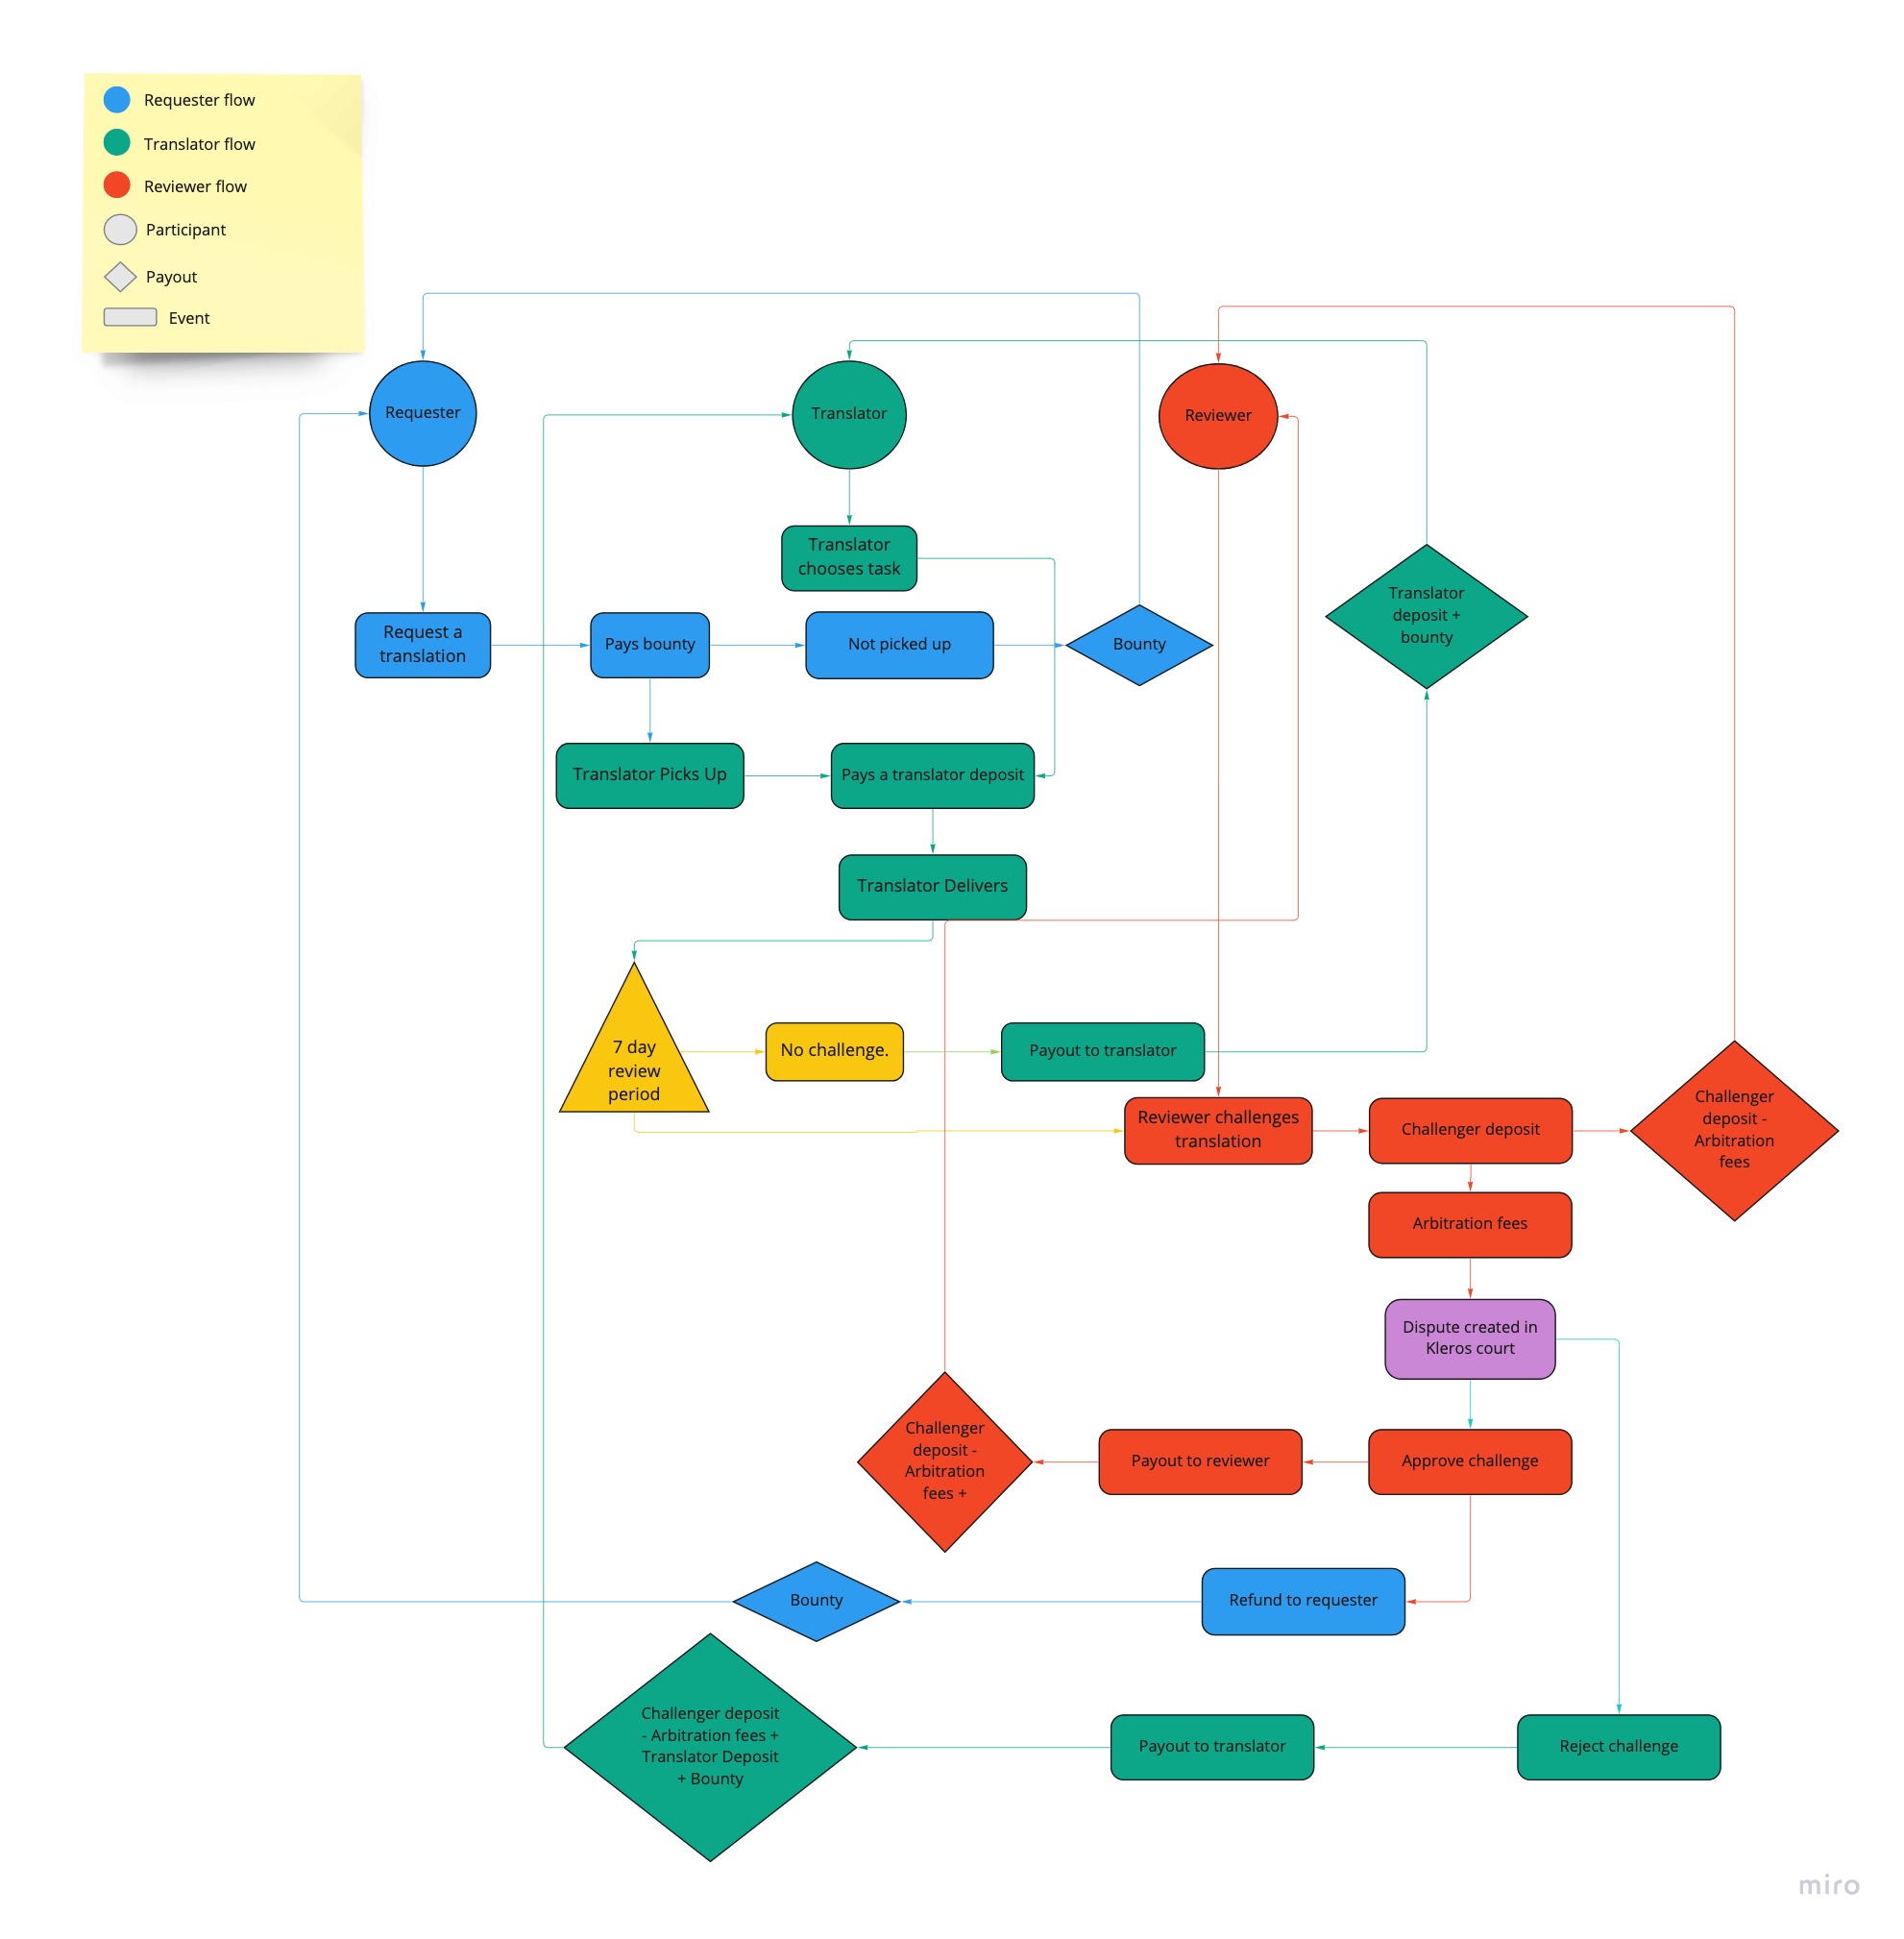 Requester flow
Translator flow
Reviewer flow
Participant
Payout
Event
Requester
Translator
Reviewer
Translator
chooses task
Translator
deposit +
bounty
Request a
translation
Pays bounty
Not picked up
Bounty
Translator Picks Up
Pays a translator deposit
Translator Delivers
7 day
review
period
No challenge.
Payout to translator
Reviewer challenges
translation
Challenger deposit
Challenger
deposit -
Arbitration
fees
Arbitration fees
Dispute created in
Kleros court
Challenger
deposit -
Arbitration
fees +
Payout to reviewer
Approve challenge
Bounty
Refund to requester
Challenger deposit
- Arbitration fees +
Translator Deposit
+ Bounty
Payout to translator
Reject challenge
miro